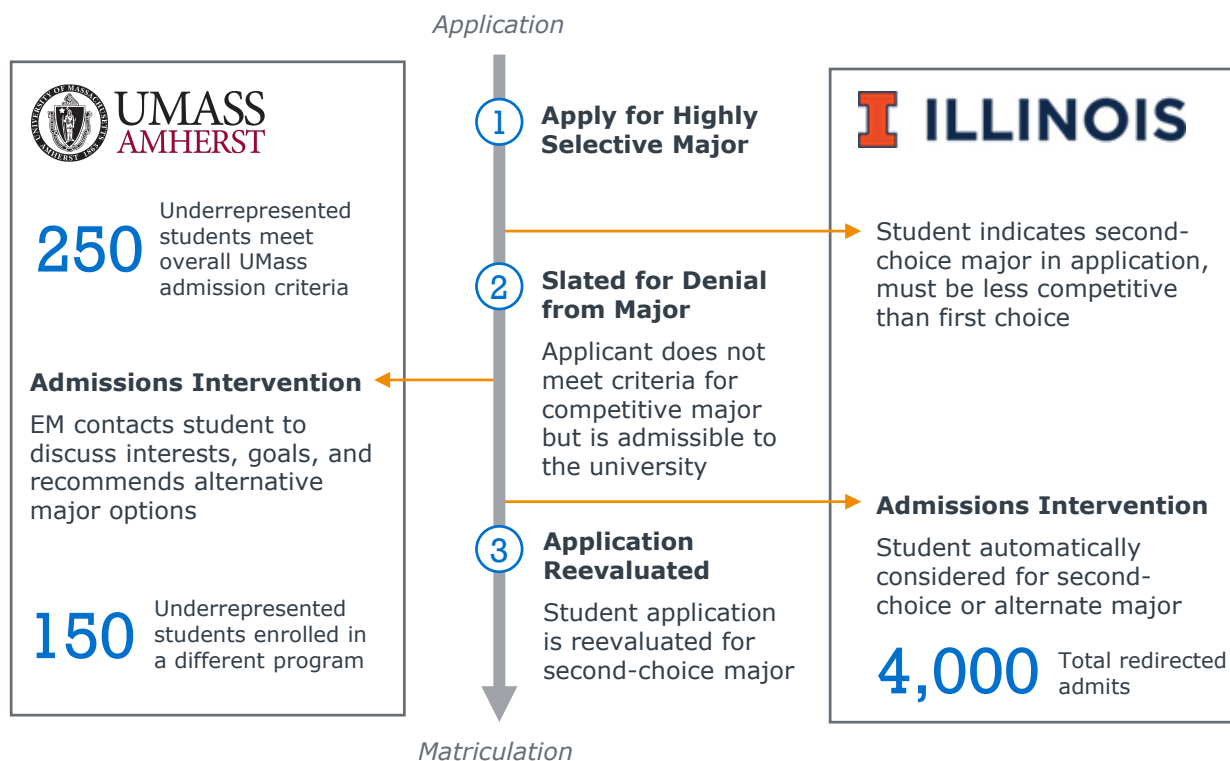 Application
UMASS
AMHERST
UNIVERSITY OF MASSACHUSETTS
AMHERST 1863
250
Underrepresented
students meet
overall UMass
admission criteria
Admissions Intervention
EM contacts student to
discuss interests, goals, and
recommends alternative
major options
150
Underrepresented
students enrolled in
a different program
1
Apply for Highly
Selective Major
2
Slated for Denial
from Major
Applicant does not
meet criteria for
competitive major
but is admissible to
the university
3
Application
Reevaluated
Student application
is reevaluated for
second-choice major
I ILLINOIS
Student indicates second-
choice major in application,
must be less competitive
than first choice
Admissions Intervention
Student automatically
considered for second-
choice or alternate major
4,000
Total redirected
admits
Matriculation